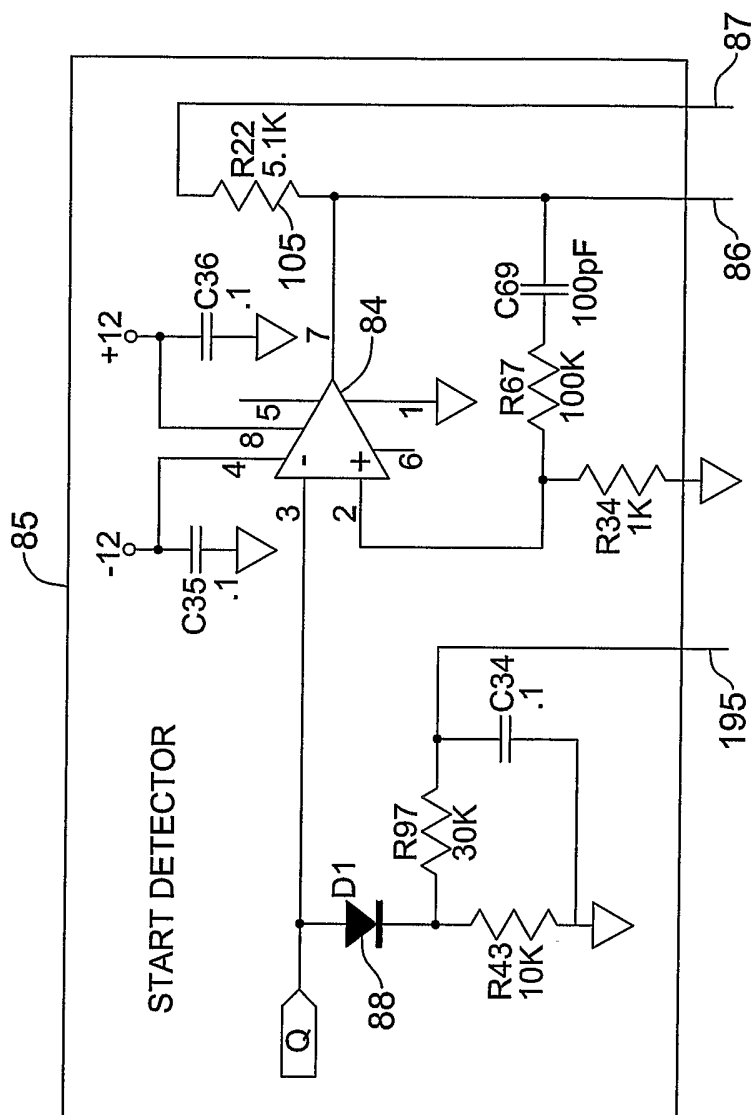 85
START DETECTOR
-12
C35
.1
+12
C36
.1
4
8
5
7
3
-
2
+
6
1
84
R22
5.1K
105
87
Q
D1
88
R97
30K
R43
10K
C34
.1
195
R34
1K
R67
100K
C69
100pF
86